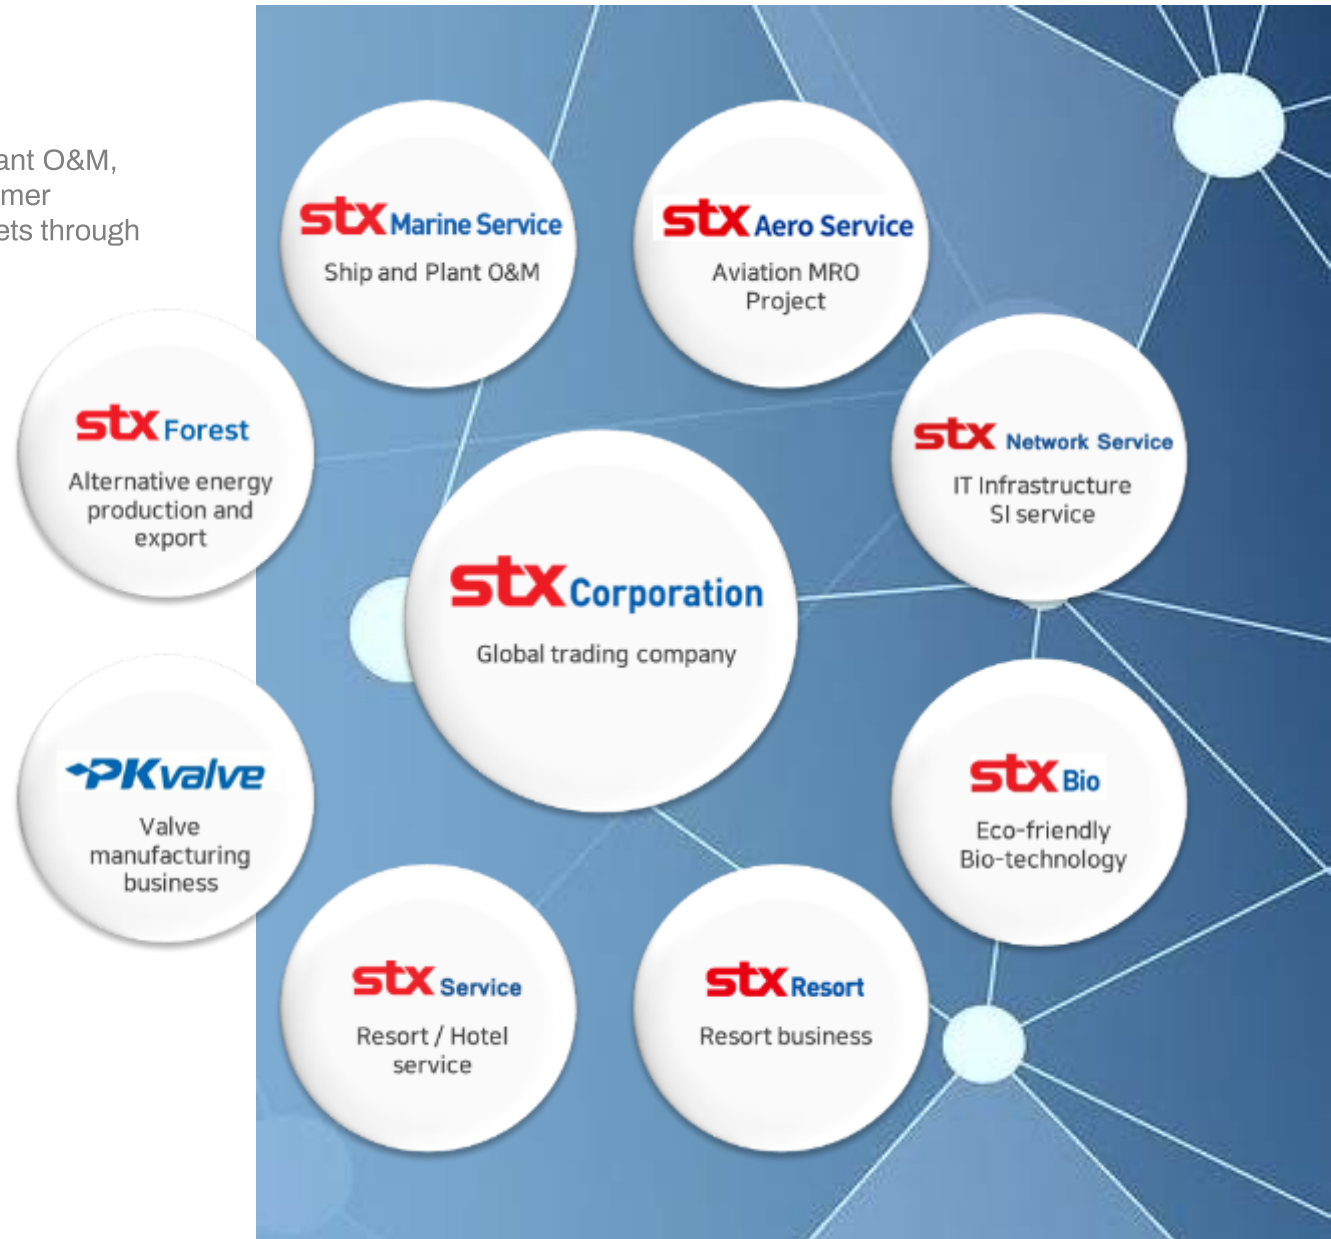 ant O&M,
mer
ets through
stx Marine Service
Ship and Plant O&M
stx Aero Service
Aviation MRO
Project
stx Forest
Alternative energy
production and
export
stx Network Service
IT Infrastructure
SI service
stx Corporation
Global trading company
PKvalve
Valve
manufacturing
business
stx Bio
Eco-friendly
Bio-technology
stx Service
Resort / Hotel
service
stx Resort
Resort business